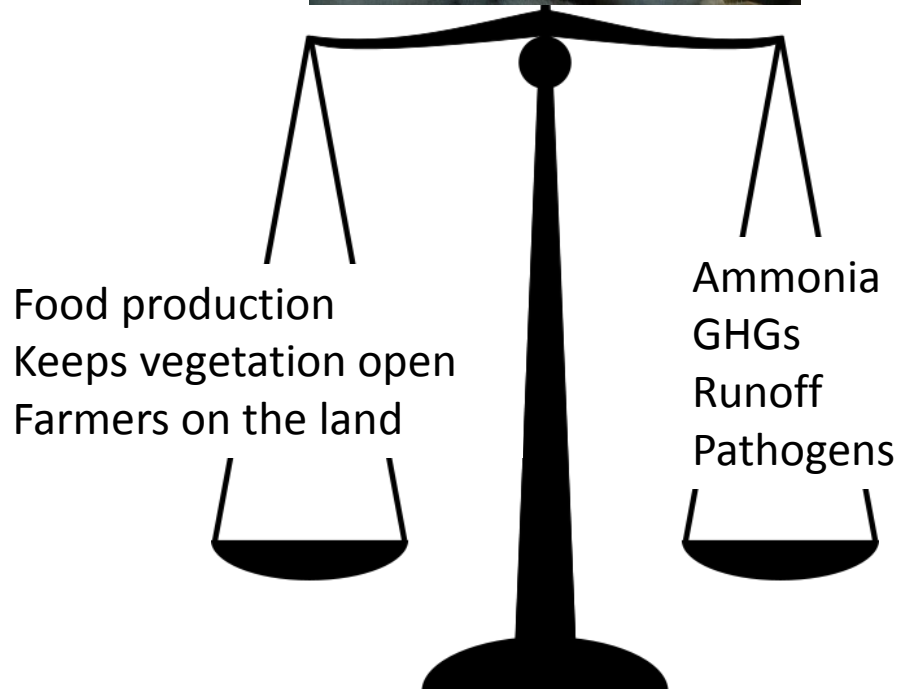 Food production
Keeps vegetation open
Farmers on the land
Ammonia
GHGs
Runoff
Pathogens